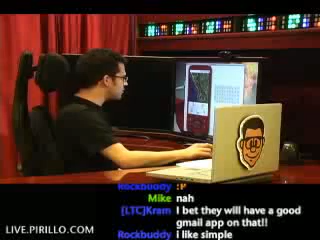 Rockbuddy :P
Mike nah
[LTC]Kram I bet they will have a good
gmail app on that!!
LIVE.PIRILLO.COM Rockbuddy i like simple